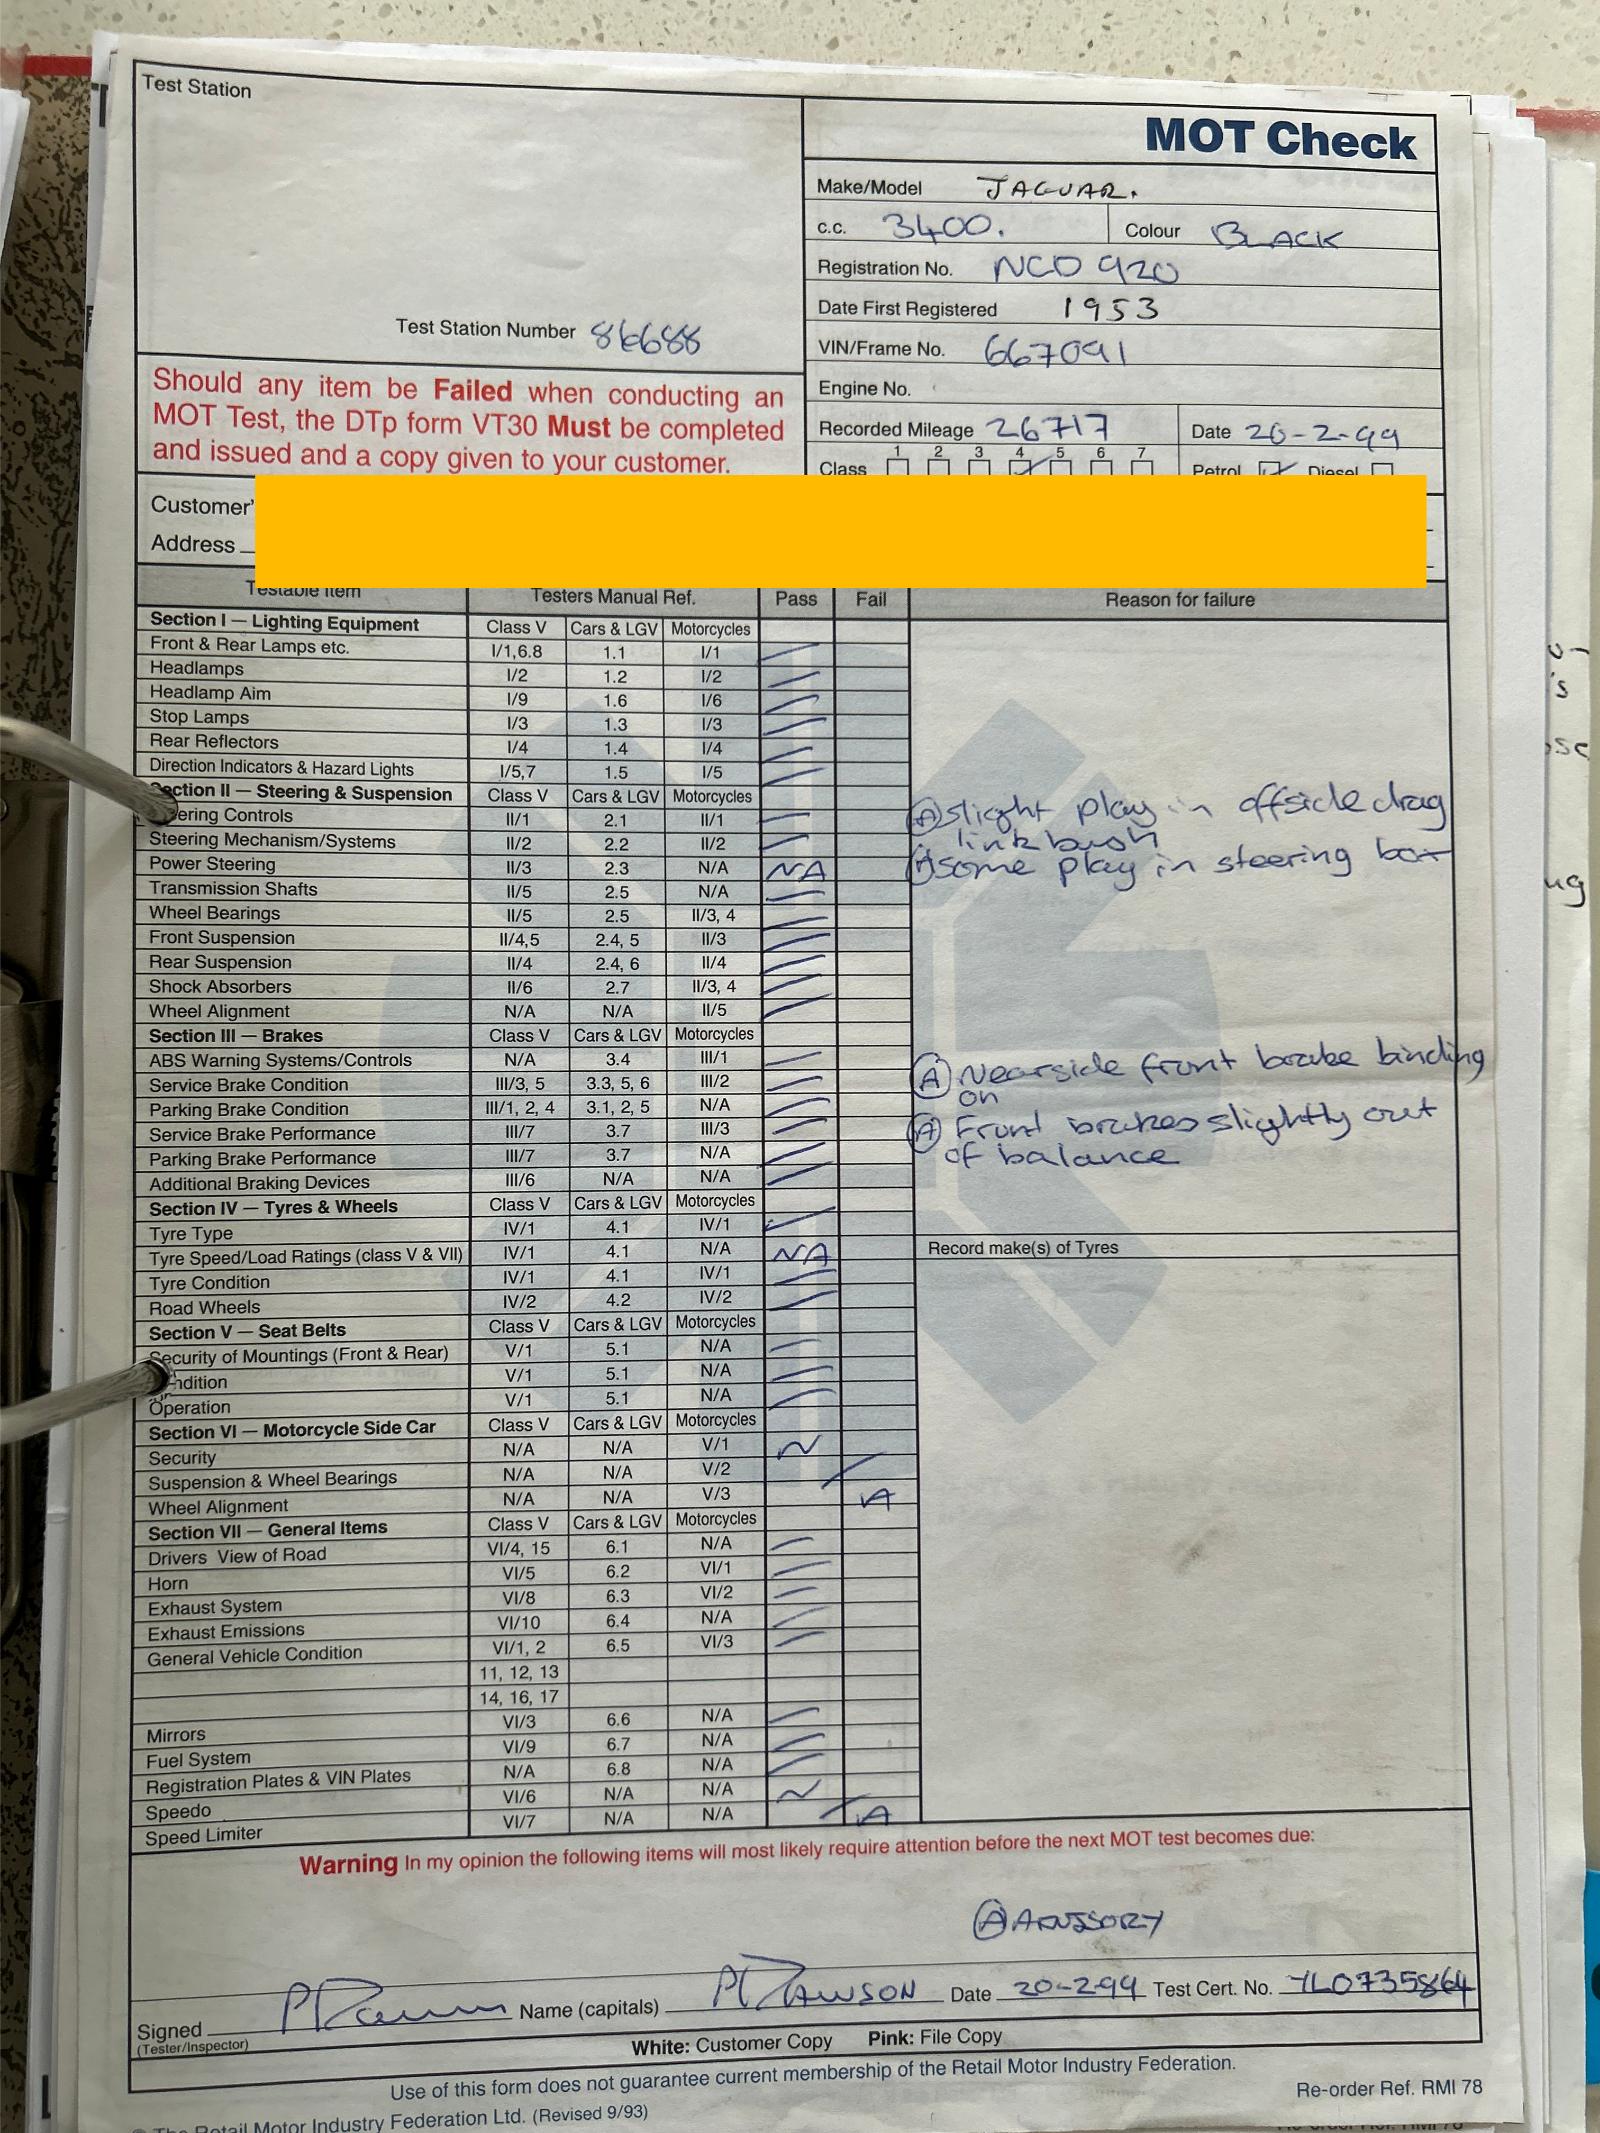 Test Station
MOT Check
Make/Model JAGUAR.
c.c. 3400. Colour BLACK
Registration No. NCD 920
Date First Registered 1953
Test Station Number 86688
VIN/Frame No. 667091
Engine No.
Should any item be Failed when conducting an
MOT Test, the DTp form VT30 Must be completed
and issued and a copy given to your customer.
Recorded Mileage 26717 Date 20-2-99
Class 1 2 3 4 5 6 7 Petrol Diesel
Customer'
Address
Testable Item Testers Manual Ref. Pass Fail Reason for failure
Section I — Lighting Equipment Class V Cars & LGV Motorcycles
Front & Rear Lamps etc. I/1,6.8 1.1 I/1
Headlamps I/2 1.2 I/2
Headlamp Aim I/9 1.6 I/6
Stop Lamps I/3 1.3 I/3
Rear Reflectors I/4 1.4 I/4
Direction Indicators & Hazard Lights I/5,7 1.5 I/5
Section II — Steering & Suspension Class V Cars & LGV Motorcycles
Steering Controls II/1 2.1 II/1
Steering Mechanism/Systems II/2 2.2 II/2
Power Steering II/3 2.3 N/A NA
Transmission Shafts II/5 2.5 N/A
Wheel Bearings II/5 2.5 II/3, 4
Front Suspension II/4,5 2.4, 5 II/3
Rear Suspension II/4 2.4, 6 II/4
Shock Absorbers II/6 2.7 II/3, 4
Wheel Alignment N/A N/A II/5
(A) slight play in offside drag
link bush
(A) some play in steering box
Section III — Brakes Class V Cars & LGV Motorcycles
ABS Warning Systems/Controls N/A 3.4 III/1
Service Brake Condition III/3, 5 3.3, 5, 6 III/2
Parking Brake Condition III/1, 2, 4 3.1, 2, 5 N/A
Service Brake Performance III/7 3.7 III/3
Parking Brake Performance III/7 3.7 N/A
Additional Braking Devices III/6 N/A N/A
(A) Nearside front brake binding
on
(A) Front brakes slightly out
of balance
Section IV — Tyres & Wheels Class V Cars & LGV Motorcycles
Tyre Type IV/1 4.1 IV/1
Tyre Speed/Load Ratings (class V & VII) IV/1 4.1 N/A NA
Tyre Condition IV/1 4.1 IV/1
Road Wheels IV/2 4.2 IV/2
Record make(s) of Tyres
Section V — Seat Belts Class V Cars & LGV Motorcycles
Security of Mountings (Front & Rear) V/1 5.1 N/A
Condition V/1 5.1 N/A
Operation V/1 5.1 N/A
Section VI — Motorcycle Side Car Class V Cars & LGV Motorcycles
Security N/A N/A V/1 N
Suspension & Wheel Bearings N/A N/A V/2 /
Wheel Alignment N/A N/A V/3 A
Section VII — General Items Class V Cars & LGV Motorcycles
Drivers View of Road VI/4, 15 6.1 N/A
Horn VI/5 6.2 VI/1
Exhaust System VI/8 6.3 VI/2
Exhaust Emissions VI/10 6.4 N/A
General Vehicle Condition VI/1, 2 6.5 VI/3
11, 12, 13
14, 16, 17
Mirrors VI/3 6.6 N/A
Fuel System VI/9 6.7 N/A
Registration Plates & VIN Plates N/A 6.8 N/A
Speedo VI/6 N/A N/A N
Speed Limiter VI/7 N/A N/A / A
Warning In my opinion the following items will most likely require attention before the next MOT test becomes due:
(A) ADVISORY
Signed Name (capitals) P DAWSON Date 20-2-99 Test Cert. No. YL0735864
(Tester/Inspector)
White: Customer Copy Pink: File Copy
Use of this form does not guarantee current membership of the Retail Motor Industry Federation.
The Retail Motor Industry Federation Ltd. (Revised 9/93) Re-order Ref. RMI 78